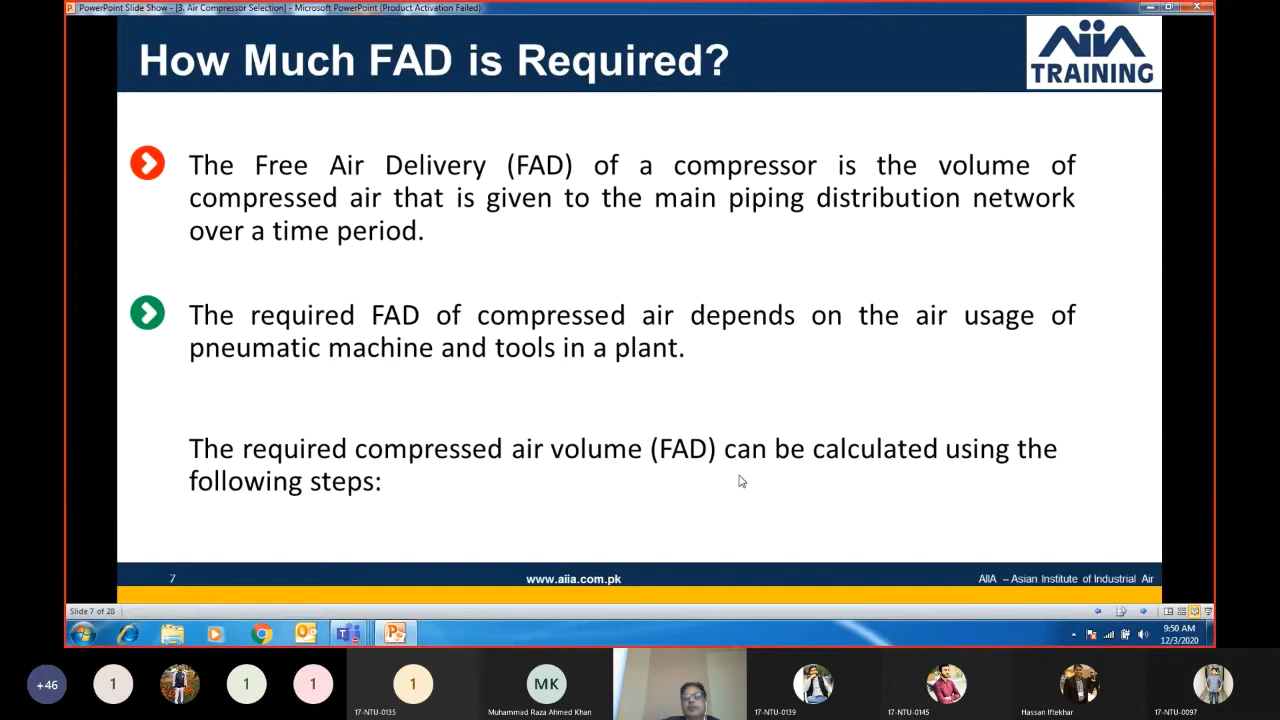 PowerPoint Slide Show - [3. Air Compressor Selection] - Microsoft PowerPoint (Product Activation Failed)
How Much FAD is Required?
AiiA
TRAINING
The Free Air Delivery (FAD) of a compressor is the volume of
compressed air that is given to the main piping distribution network
over a time period.
The required FAD of compressed air depends on the air usage of
pneumatic machine and tools in a plant.
The required compressed air volume (FAD) can be calculated using the
following steps:
7
www.aiia.com.pk
AIIA – Asian Institute of Industrial Air
Slide 7 of 28
9:50 AM
12/3/2020
+46
1
1
1
1
MK
17-NTU-0135
Muhammad Raza Ahmed Khan
17-NTU-0139
17-NTU-0145
Hassan Iftekhar
17-NTU-0097